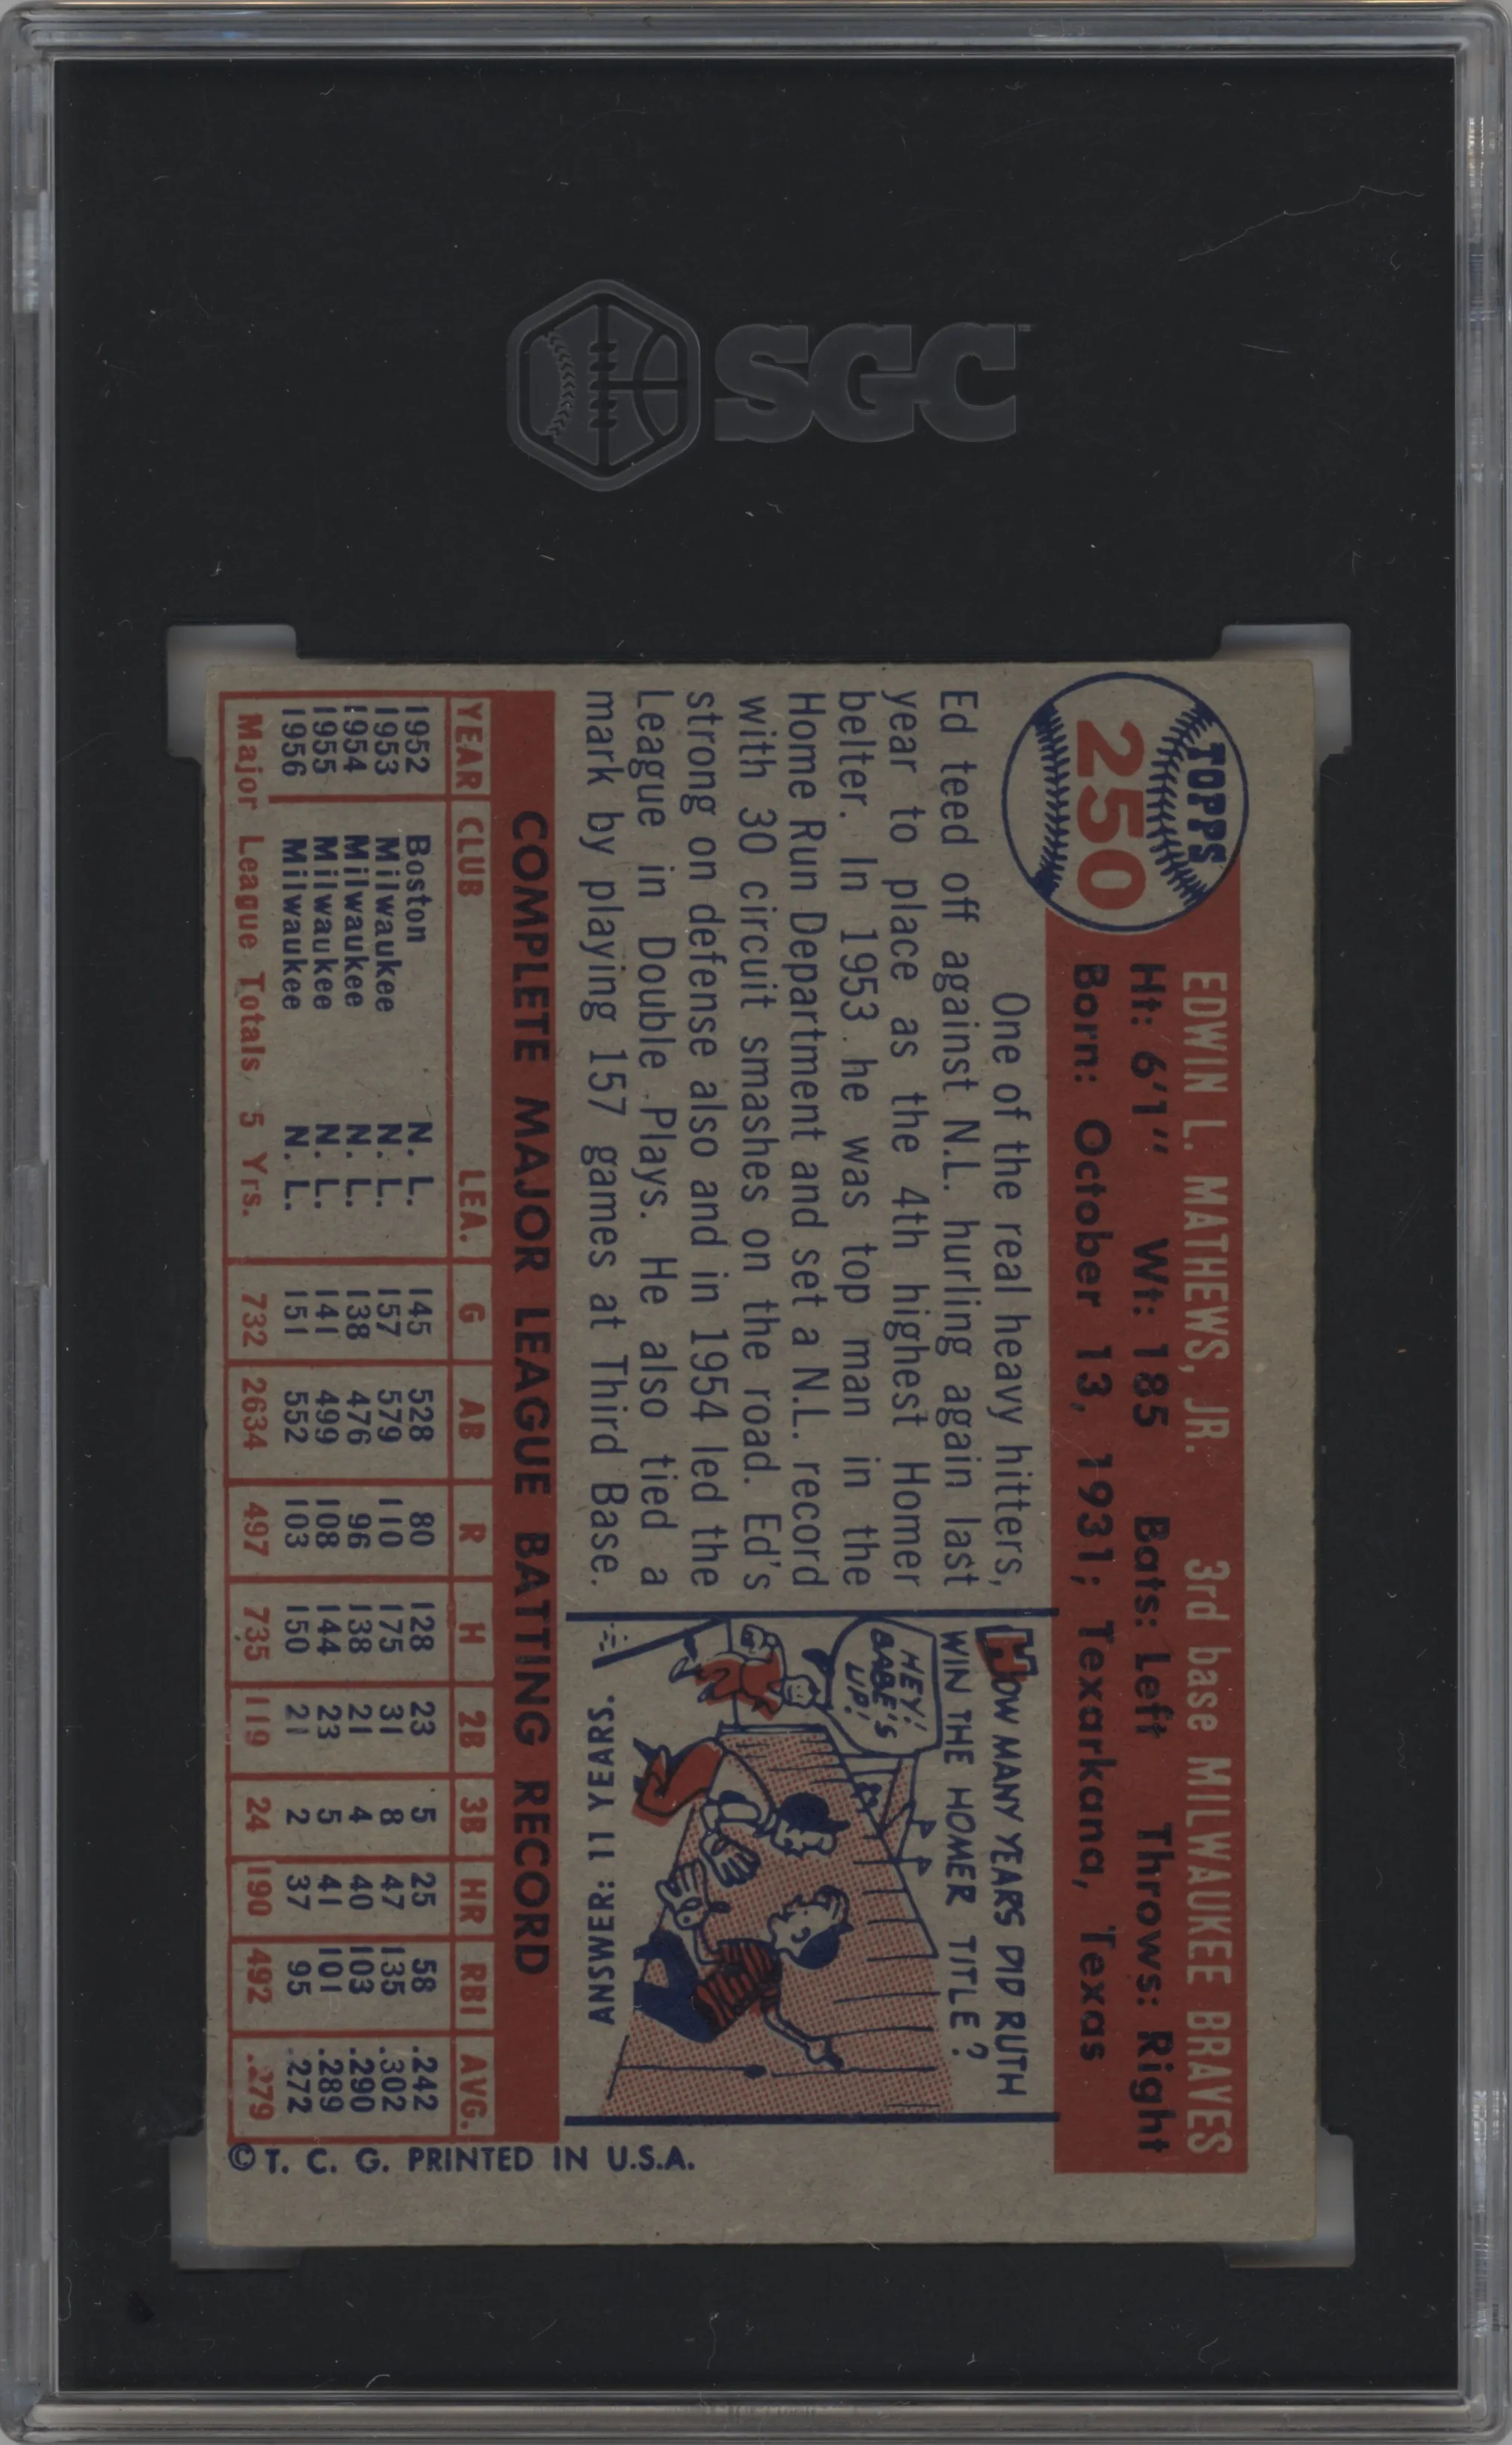 SGC
TOPPS
250
EDWIN L. MATHEWS, JR. 3rd base MILWAUKEE BRAVES
Ht: 6'1" Wt: 185 Bats: Left Throws: Right
Born: October 13, 1931; Texarkana, Texas
One of the real heavy hitters,
Ed teed off against N.L. hurling again last
year to place as the 4th highest Homer
belter. In 1953 he was top man in the
Home Run Department and set a N.L. record
with 30 circuit smashes on the road. Ed's
strong on defense also and in 1954 led the
League in Double Plays. He also tied a
mark by playing 157 games at Third Base.
HOW MANY YEARS DID RUTH
WIN THE HOMER TITLE?
HEY!
BABE'S
UP!
ANSWER: 11 YEARS.
COMPLETE MAJOR LEAGUE BATTING RECORD
YEAR CLUB LEA. G AB R H 2B 3B HR RBI AVG.
1952 Boston N. L. 145 528 80 128 23 5 25 58 .242
1953 Milwaukee N. L. 157 579 110 175 31 8 47 135 .302
1954 Milwaukee N. L. 138 476 96 138 21 4 40 103 .290
1955 Milwaukee N. L. 141 499 108 144 23 5 41 101 .289
1956 Milwaukee N. L. 151 552 103 150 21 2 37 95 .272
Major League Totals 5 Yrs. 732 2634 497 735 119 24 190 492 .279
© T. C. G. PRINTED IN U.S.A.